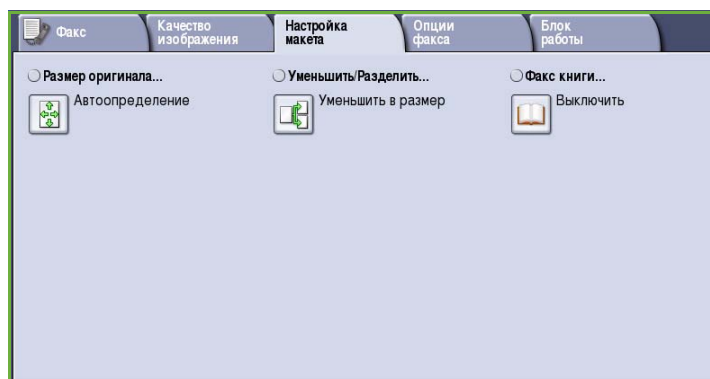 Факс
Качество
изображения
Настройка
макета
Опции
факса
Блок
работы
Размер оригинала...
Уменьшить/Разделить...
Факс книги...
Автоопределение
Уменьшить в размер
Выключить